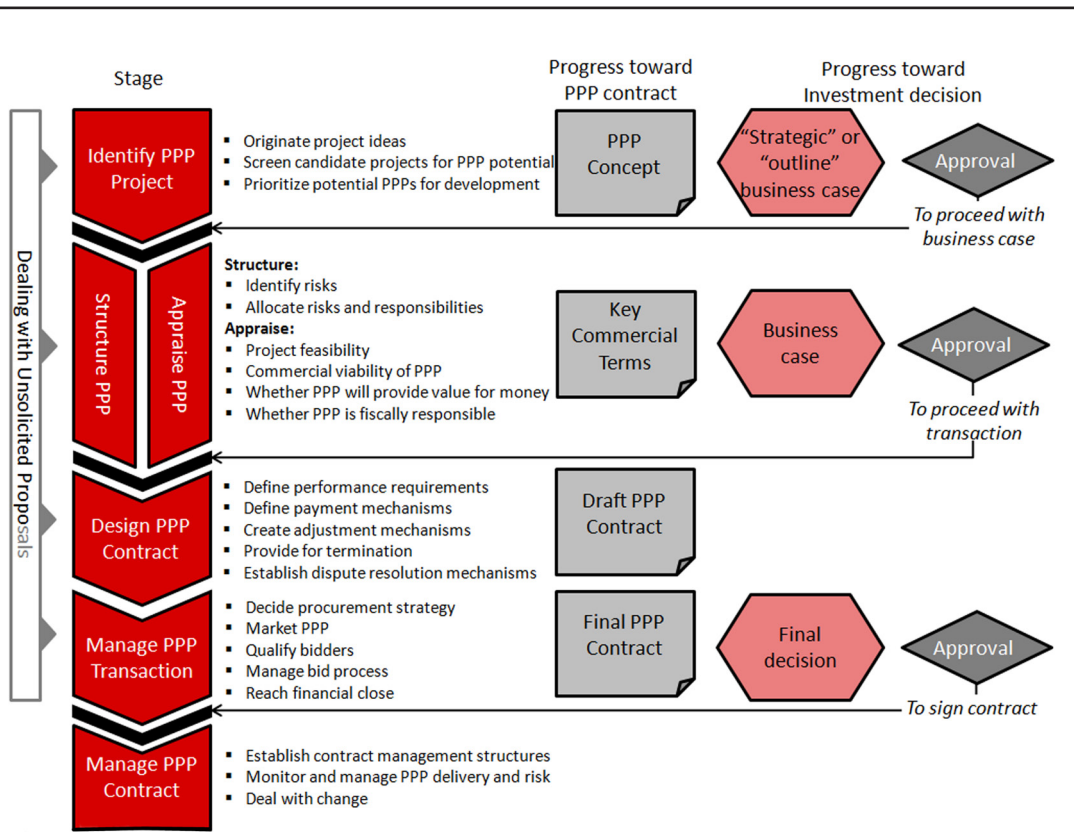 Stage
Progress toward
PPP contract
Progress toward
Investment decision
Dealing with Unsolicited Proposals
Identify PPP
Project
▪ Originate project ideas
▪ Screen candidate projects for PPP potential
▪ Prioritize potential PPPs for development
PPP
Concept
“Strategic” or
“outline”
business case
Approval
To proceed with
business case
Structure PPP
Appraise PPP
Structure:
▪ Identify risks
▪ Allocate risks and responsibilities
Appraise:
▪ Project feasibility
▪ Commercial viability of PPP
▪ Whether PPP will provide value for money
▪ Whether PPP is fiscally responsible
Key
Commercial
Terms
Business
case
Approval
To proceed with
transaction
Design PPP
Contract
▪ Define performance requirements
▪ Define payment mechanisms
▪ Create adjustment mechanisms
▪ Provide for termination
▪ Establish dispute resolution mechanisms
Draft PPP
Contract
Manage PPP
Transaction
▪ Decide procurement strategy
▪ Market PPP
▪ Qualify bidders
▪ Manage bid process
▪ Reach financial close
Final PPP
Contract
Final
decision
Approval
To sign contract
Manage PPP
Contract
▪ Establish contract management structures
▪ Monitor and manage PPP delivery and risk
▪ Deal with change